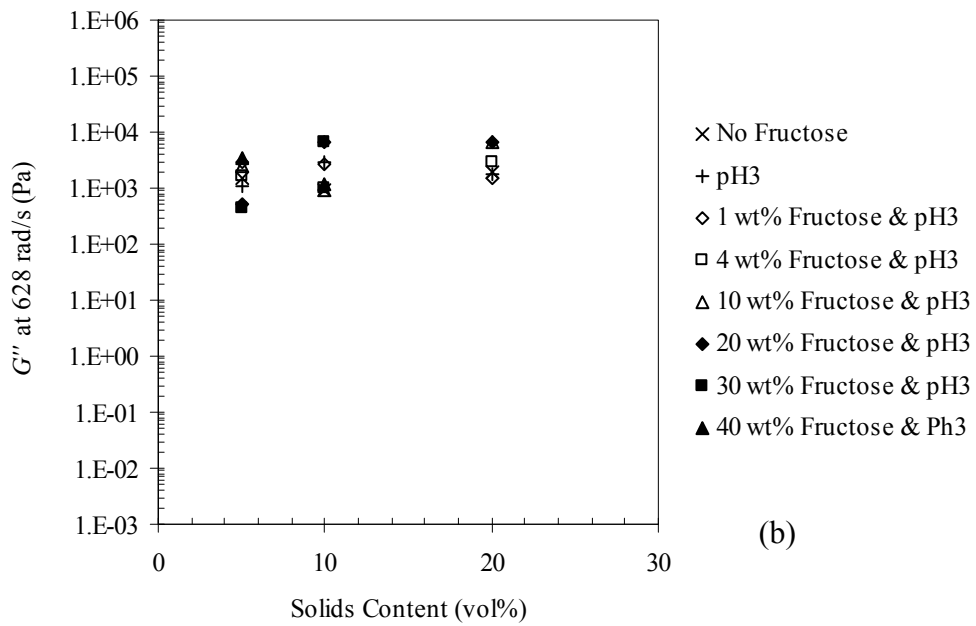 1.E+06
1.E+05
1.E+04
1.E+03
1.E+02
1.E+01
1.E+00
1.E-01
1.E-02
1.E-03
G'' at 628 rad/s (Pa)
0
10
20
30
Solids Content (vol%)
No Fructose
pH3
1 wt% Fructose & pH3
4 wt% Fructose & pH3
10 wt% Fructose & pH3
20 wt% Fructose & pH3
30 wt% Fructose & pH3
40 wt% Fructose & Ph3
(b)